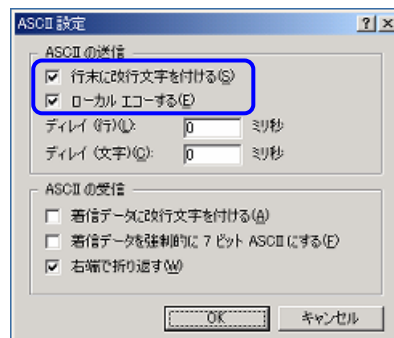 ASCII 設定
ASCII の送信
行末に改行文字を付ける(S)
ローカル エコーする(E)
ディレイ (行)(L): 0 ミリ秒
ディレイ (文字)(C): 0 ミリ秒
ASCII の受信
着信データに改行文字を付ける(A)
着信データを強制的に 7 ビット ASCII にする(F)
右端で折り返す(W)
OK キャンセル